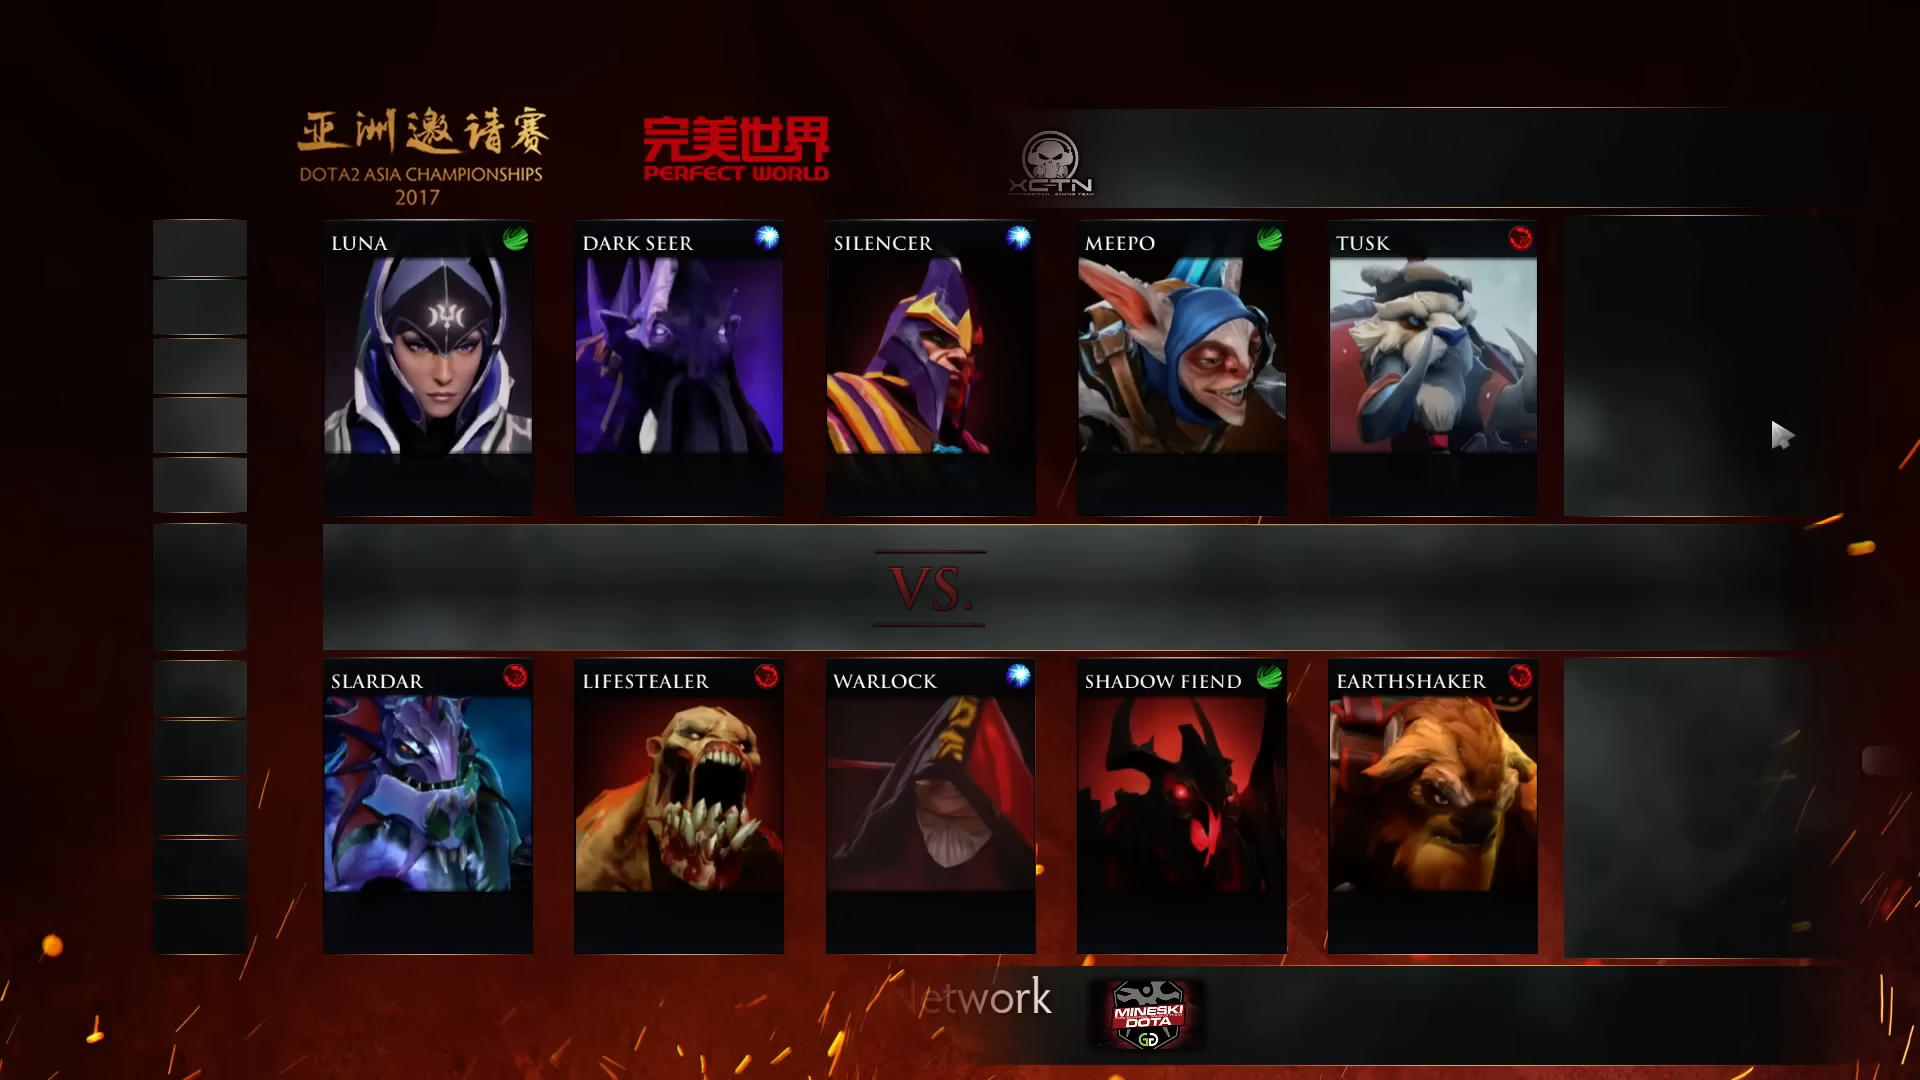 亚洲邀请赛
DOTA2 ASIA CHAMPIONSHIPS
2017
完美世界
PERFECT WORLD
XCTN
LUNA
DARK SEER
SILENCER
MEEPO
TUSK
VS.
SLARDAR
LIFESTEALER
WARLOCK
SHADOW FIEND
EARTHSHAKER
Network
MINESKI
DOTA